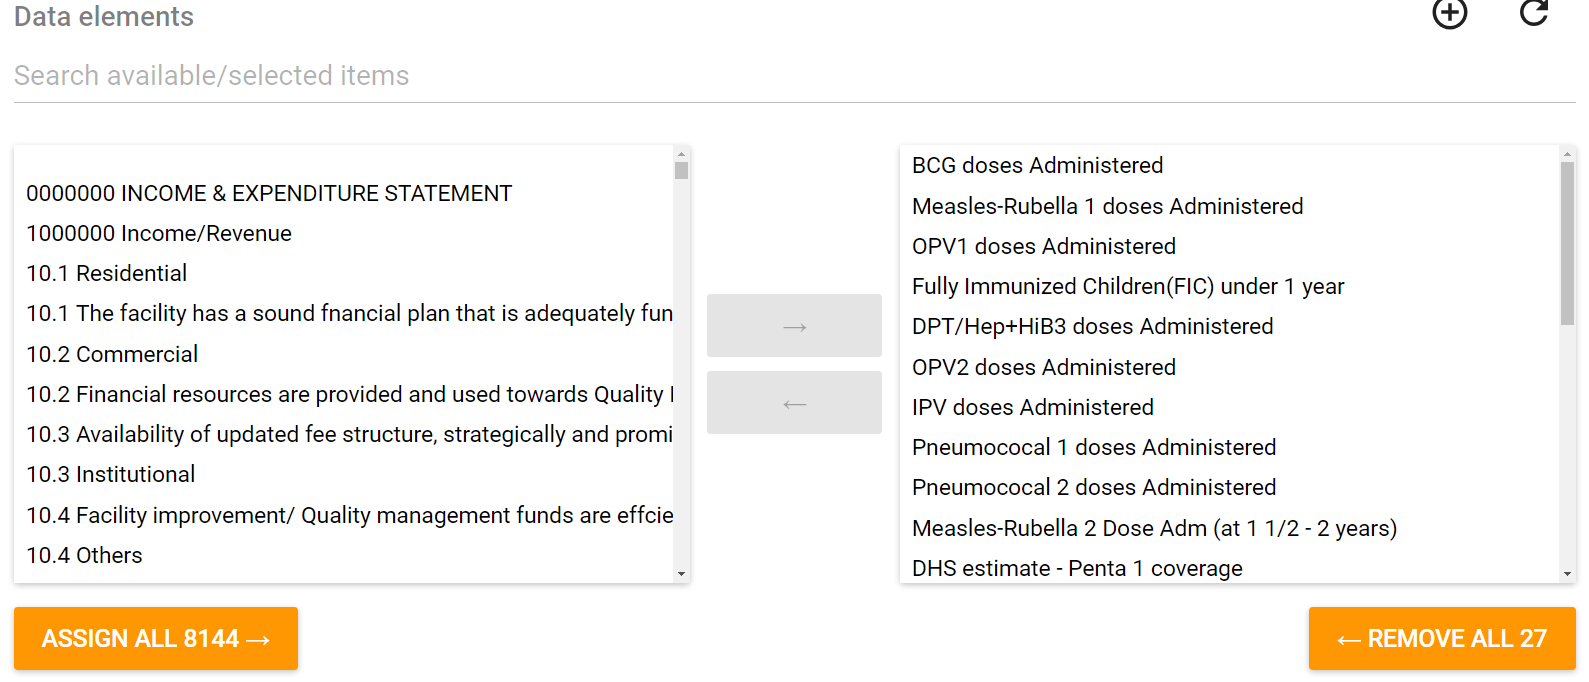 Data elements
Search available/selected items
0000000 INCOME & EXPENDITURE STATEMENT
1000000 Income/Revenue
10.1 Residential
10.1 The facility has a sound fnancial plan that is adequately fun
10.2 Commercial
10.2 Financial resources are provided and used towards Quality
10.3 Availability of updated fee structure, strategically and promi
10.3 Institutional
10.4 Facility improvement/ Quality management funds are effcie
10.4 Others
ASSIGN ALL 8144 →
→
←
BCG doses Administered
Measles-Rubella 1 doses Administered
OPV1 doses Administered
Fully Immunized Children(FIC) under 1 year
DPT/Hep+HiB3 doses Administered
OPV2 doses Administered
IPV doses Administered
Pneumococal 1 doses Administered
Pneumococal 2 doses Administered
Measles-Rubella 2 Dose Adm (at 1 1/2 - 2 years)
DHS estimate - Penta 1 coverage
← REMOVE ALL 27